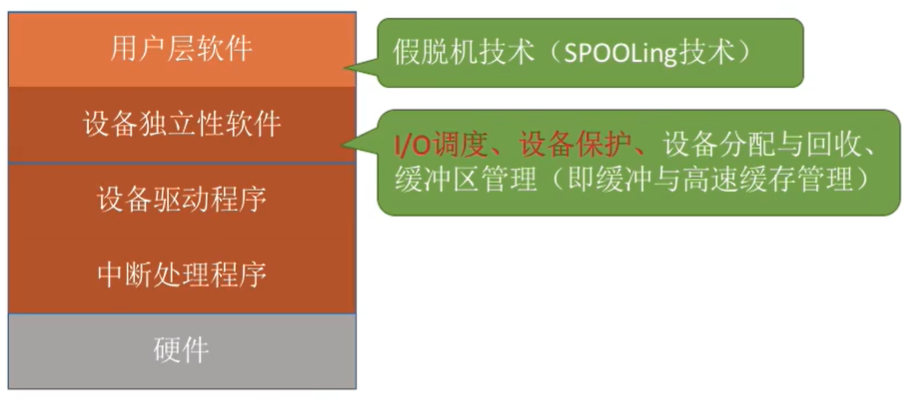 用户层软件
假脱机技术（SPOOLing技术）
设备独立性软件
I/O调度、设备保护、设备分配与回收、
缓冲区管理（即缓冲与高速缓存管理）
设备驱动程序
中断处理程序
硬件